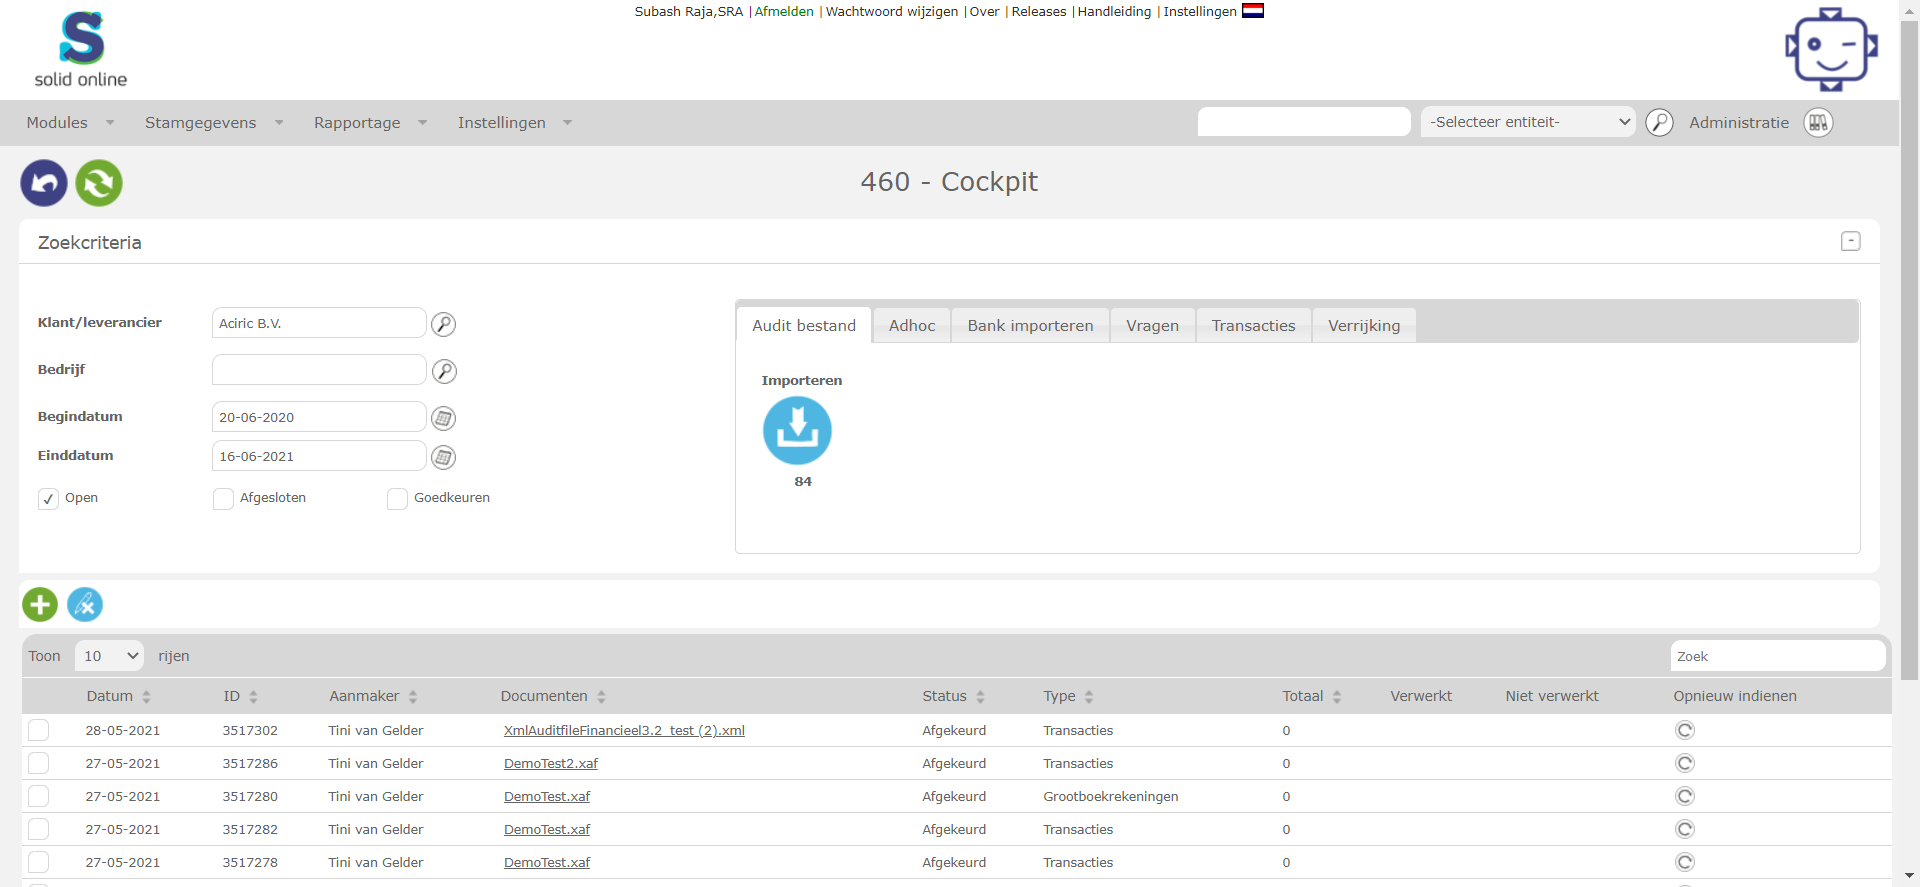 Subash Raja,SRA |Afmelden |Wachtwoord wijzigen |Over |Releases |Handleiding |Instellingen
S
solid online
Modules Stamgegevens Rapportage Instellingen -Selecteer entiteit- Administratie
460 - Cockpit
Zoekcriteria -
Klant/leverancier Aciric B.V.
Bedrijf
Begindatum 20-06-2020
Einddatum 16-06-2021
Open Afgesloten Goedkeuren
Audit bestand Adhoc Bank importeren Vragen Transacties Verrijking
Importeren
84
Toon 10 rijen Zoek
Datum ID Aanmaker Documenten Status Type Totaal Verwerkt Niet verwerkt Opnieuw indienen
28-05-2021 3517302 Tini van Gelder XmlAuditfileFinancieel3.2_test (2).xml Afgekeurd Transacties 0
27-05-2021 3517286 Tini van Gelder DemoTest2.xaf Afgekeurd Transacties 0
27-05-2021 3517280 Tini van Gelder DemoTest.xaf Afgekeurd Grootboekrekeningen 0
27-05-2021 3517282 Tini van Gelder DemoTest.xaf Afgekeurd Transacties 0
27-05-2021 3517278 Tini van Gelder DemoTest.xaf Afgekeurd Transacties 0